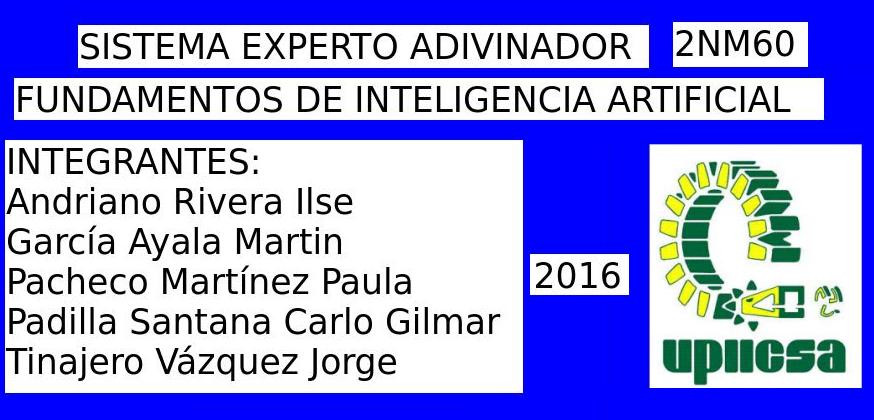 SISTEMA EXPERTO ADIVINADOR
2NM60
FUNDAMENTOS DE INTELIGENCIA ARTIFICIAL
INTEGRANTES:
Andriano Rivera Ilse
García Ayala Martin
Pacheco Martínez Paula
Padilla Santana Carlo Gilmar
Tinajero Vázquez Jorge
2016
upiicsa